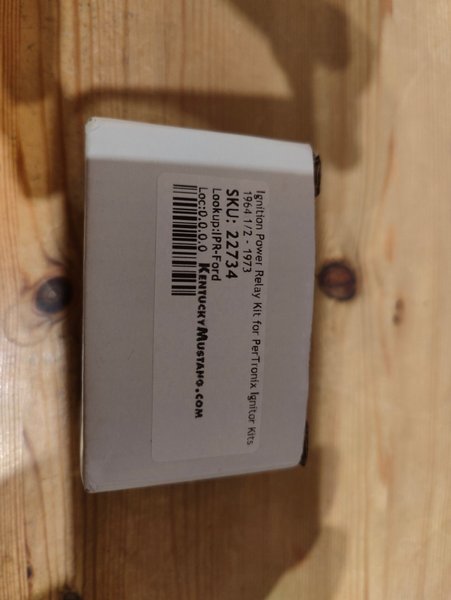 Ignition Power Relay Kit for PerTronix Ignitor Kits
1964 1/2 - 1973
SKU: 22734
Lookup:IPR-Ford
Loc:0.0.0.0 KENTUCKYMUSTANG.COM